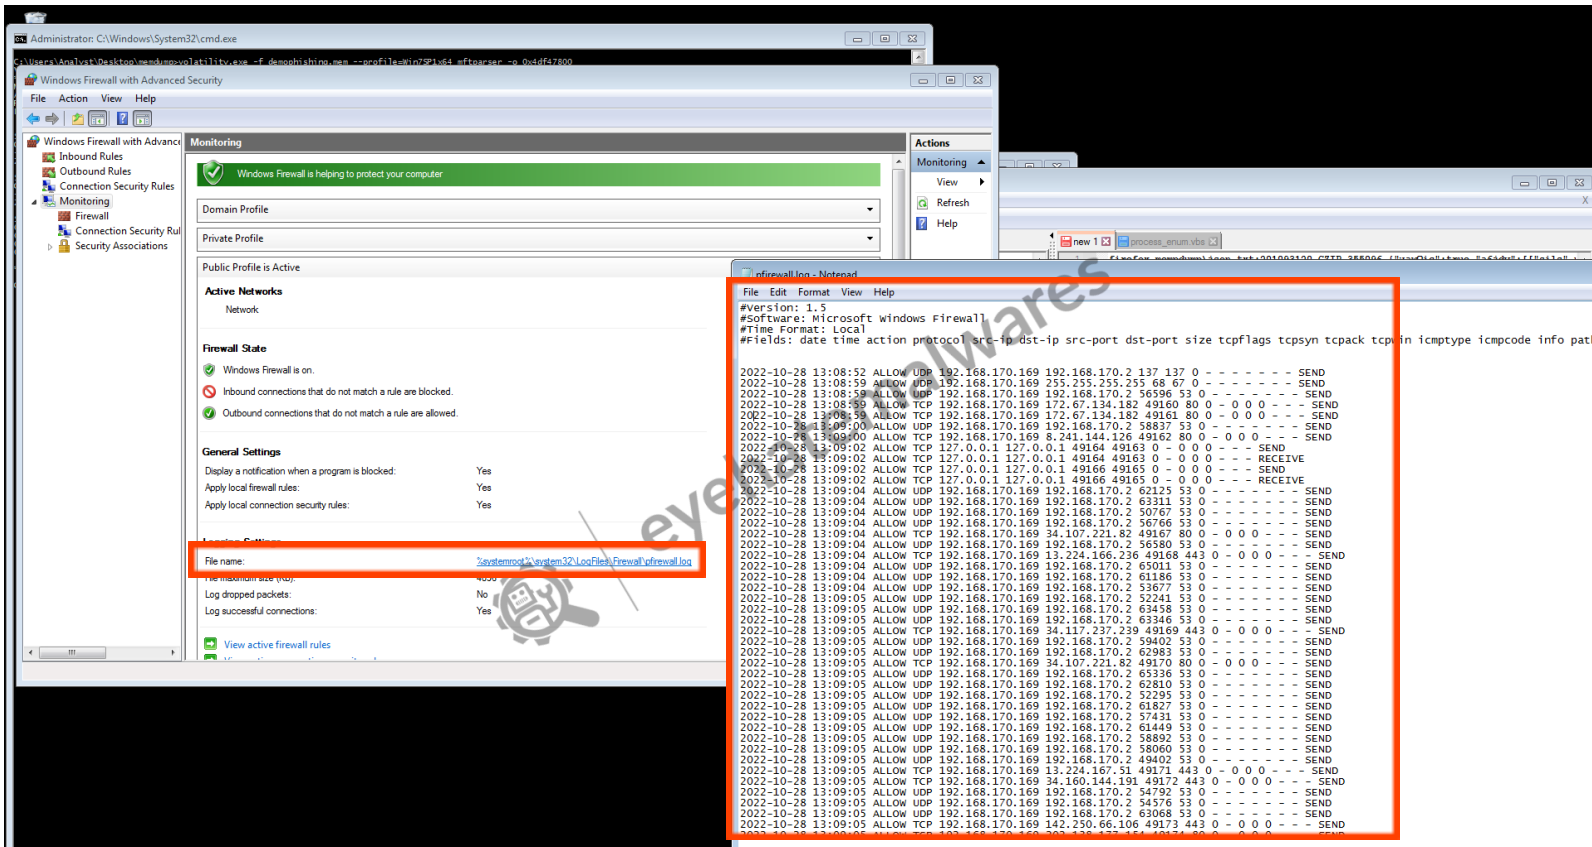 Administrator: C:\Windows\System32\cmd.exe
C:\Users\Analyst\Desktop\memdump>volatility.exe -f demophishing.mem --profile=Win7SP1x64 mftparser -o 0x4df47800
Windows Firewall with Advanced Security
File Action View Help
Windows Firewall with Advance
Inbound Rules
Outbound Rules
Connection Security Rules
Monitoring
Firewall
Connection Security Rul
Security Associations
Monitoring
Windows Firewall is helping to protect your computer
Domain Profile
Private Profile
Public Profile is Active
Active Networks
Network
Firewall State
Windows Firewall is on.
Inbound connections that do not match a rule are blocked.
Outbound connections that do not match a rule are allowed.
General Settings
Display a notification when a program is blocked: Yes
Apply local firewall rules: Yes
Apply local connection security rules: Yes
Logging Settings
File name: %systemroot%\system32\LogFiles\Firewall\pfirewall.log
File maximum size (KB): 4096
Log dropped packets: No
Log successful connections: Yes
View active firewall rules
Actions
Monitoring
View
Refresh
Help
new 1
process_enum.vbs
pfirewall.log - Notepad
File Edit Format View Help
#Version: 1.5
#Software: Microsoft Windows Firewall
#Time Format: Local
#Fields: date time action protocol src-ip dst-ip src-port dst-port size tcpflags tcpsyn tcpack tcpwin icmptype icmpcode info path
2022-10-28 13:08:52 ALLOW UDP 192.168.170.169 192.168.170.2 137 137 0 - - - - - - - SEND
2022-10-28 13:08:59 ALLOW UDP 192.168.170.169 255.255.255.255 68 67 0 - - - - - - - SEND
2022-10-28 13:08:59 ALLOW UDP 192.168.170.169 192.168.170.2 56596 53 0 - - - - - - - SEND
2022-10-28 13:08:59 ALLOW TCP 192.168.170.169 172.67.134.182 49160 80 0 - 0 0 0 - - - SEND
2022-10-28 13:08:59 ALLOW TCP 192.168.170.169 172.67.134.182 49161 80 0 - 0 0 0 - - - SEND
2022-10-28 13:09:00 ALLOW UDP 192.168.170.169 192.168.170.2 58837 53 0 - - - - - - - SEND
2022-10-28 13:09:00 ALLOW TCP 192.168.170.169 8.241.144.126 49162 80 0 - 0 0 0 - - - SEND
2022-10-28 13:09:02 ALLOW TCP 127.0.0.1 127.0.0.1 49164 49163 0 - 0 0 0 - - - SEND
2022-10-28 13:09:02 ALLOW TCP 127.0.0.1 127.0.0.1 49164 49163 0 - 0 0 0 - - - RECEIVE
2022-10-28 13:09:02 ALLOW TCP 127.0.0.1 127.0.0.1 49166 49165 0 - 0 0 0 - - - SEND
2022-10-28 13:09:02 ALLOW TCP 127.0.0.1 127.0.0.1 49166 49165 0 - 0 0 0 - - - RECEIVE
2022-10-28 13:09:04 ALLOW UDP 192.168.170.169 192.168.170.2 62125 53 0 - - - - - - - SEND
2022-10-28 13:09:04 ALLOW UDP 192.168.170.169 192.168.170.2 63311 53 0 - - - - - - - SEND
2022-10-28 13:09:04 ALLOW UDP 192.168.170.169 192.168.170.2 50767 53 0 - - - - - - - SEND
2022-10-28 13:09:04 ALLOW UDP 192.168.170.169 192.168.170.2 56766 53 0 - - - - - - - SEND
2022-10-28 13:09:04 ALLOW TCP 192.168.170.169 34.107.221.82 49167 80 0 - 0 0 0 - - - SEND
2022-10-28 13:09:04 ALLOW UDP 192.168.170.169 192.168.170.2 56580 53 0 - - - - - - - SEND
2022-10-28 13:09:04 ALLOW TCP 192.168.170.169 13.224.166.236 49168 443 0 - 0 0 0 - - - SEND
2022-10-28 13:09:04 ALLOW UDP 192.168.170.169 192.168.170.2 65011 53 0 - - - - - - - SEND
2022-10-28 13:09:04 ALLOW UDP 192.168.170.169 192.168.170.2 61186 53 0 - - - - - - - SEND
2022-10-28 13:09:04 ALLOW UDP 192.168.170.169 192.168.170.2 53677 53 0 - - - - - - - SEND
2022-10-28 13:09:05 ALLOW UDP 192.168.170.169 192.168.170.2 52241 53 0 - - - - - - - SEND
2022-10-28 13:09:05 ALLOW UDP 192.168.170.169 192.168.170.2 63458 53 0 - - - - - - - SEND
2022-10-28 13:09:05 ALLOW UDP 192.168.170.169 192.168.170.2 63346 53 0 - - - - - - - SEND
2022-10-28 13:09:05 ALLOW TCP 192.168.170.169 34.117.237.239 49169 443 0 - 0 0 0 - - - SEND
2022-10-28 13:09:05 ALLOW UDP 192.168.170.169 192.168.170.2 59402 53 0 - - - - - - - SEND
2022-10-28 13:09:05 ALLOW UDP 192.168.170.169 192.168.170.2 62983 53 0 - - - - - - - SEND
2022-10-28 13:09:05 ALLOW TCP 192.168.170.169 34.107.221.82 49170 80 0 - 0 0 0 - - - SEND
2022-10-28 13:09:05 ALLOW UDP 192.168.170.169 192.168.170.2 65336 53 0 - - - - - - - SEND
2022-10-28 13:09:05 ALLOW UDP 192.168.170.169 192.168.170.2 62810 53 0 - - - - - - - SEND
2022-10-28 13:09:05 ALLOW UDP 192.168.170.169 192.168.170.2 52295 53 0 - - - - - - - SEND
2022-10-28 13:09:05 ALLOW UDP 192.168.170.169 192.168.170.2 61827 53 0 - - - - - - - SEND
2022-10-28 13:09:05 ALLOW UDP 192.168.170.169 192.168.170.2 57431 53 0 - - - - - - - SEND
2022-10-28 13:09:05 ALLOW UDP 192.168.170.169 192.168.170.2 61449 53 0 - - - - - - - SEND
2022-10-28 13:09:05 ALLOW UDP 192.168.170.169 192.168.170.2 58892 53 0 - - - - - - - SEND
2022-10-28 13:09:05 ALLOW UDP 192.168.170.169 192.168.170.2 58060 53 0 - - - - - - - SEND
2022-10-28 13:09:05 ALLOW UDP 192.168.170.169 192.168.170.2 49402 53 0 - - - - - - - SEND
2022-10-28 13:09:05 ALLOW TCP 192.168.170.169 13.224.167.51 49171 443 0 - 0 0 0 - - - SEND
2022-10-28 13:09:05 ALLOW TCP 192.168.170.169 34.160.144.191 49172 443 0 - 0 0 0 - - - SEND
2022-10-28 13:09:05 ALLOW UDP 192.168.170.169 192.168.170.2 54792 53 0 - - - - - - - SEND
2022-10-28 13:09:05 ALLOW UDP 192.168.170.169 192.168.170.2 54576 53 0 - - - - - - - SEND
2022-10-28 13:09:05 ALLOW UDP 192.168.170.169 192.168.170.2 63068 53 0 - - - - - - - SEND
2022-10-28 13:09:05 ALLOW TCP 192.168.170.169 142.250.66.106 49173 443 0 - 0 0 0 - - - SEND
eyehatemalwares